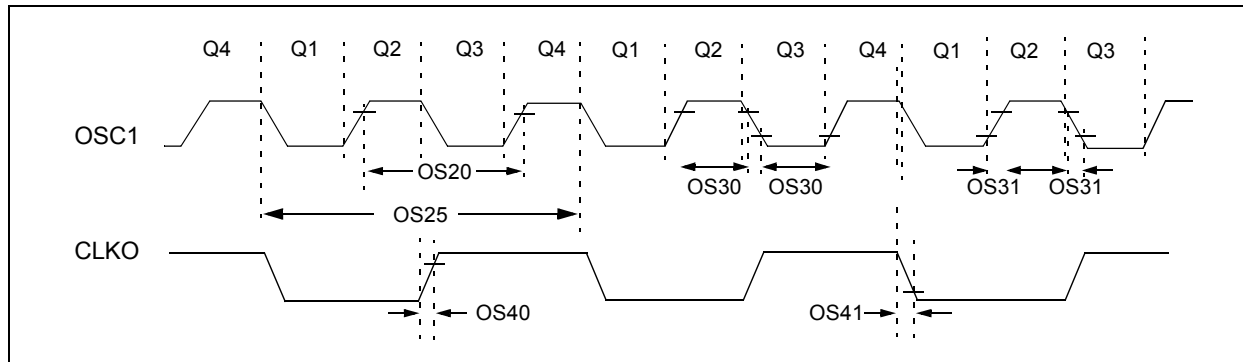 Q4 Q1 Q2 Q3 Q4 Q1 Q2 Q3 Q4 Q1 Q2 Q3
OSC1
OS20
OS30 OS30 OS31 OS31
OS25
CLKO
OS40 OS41